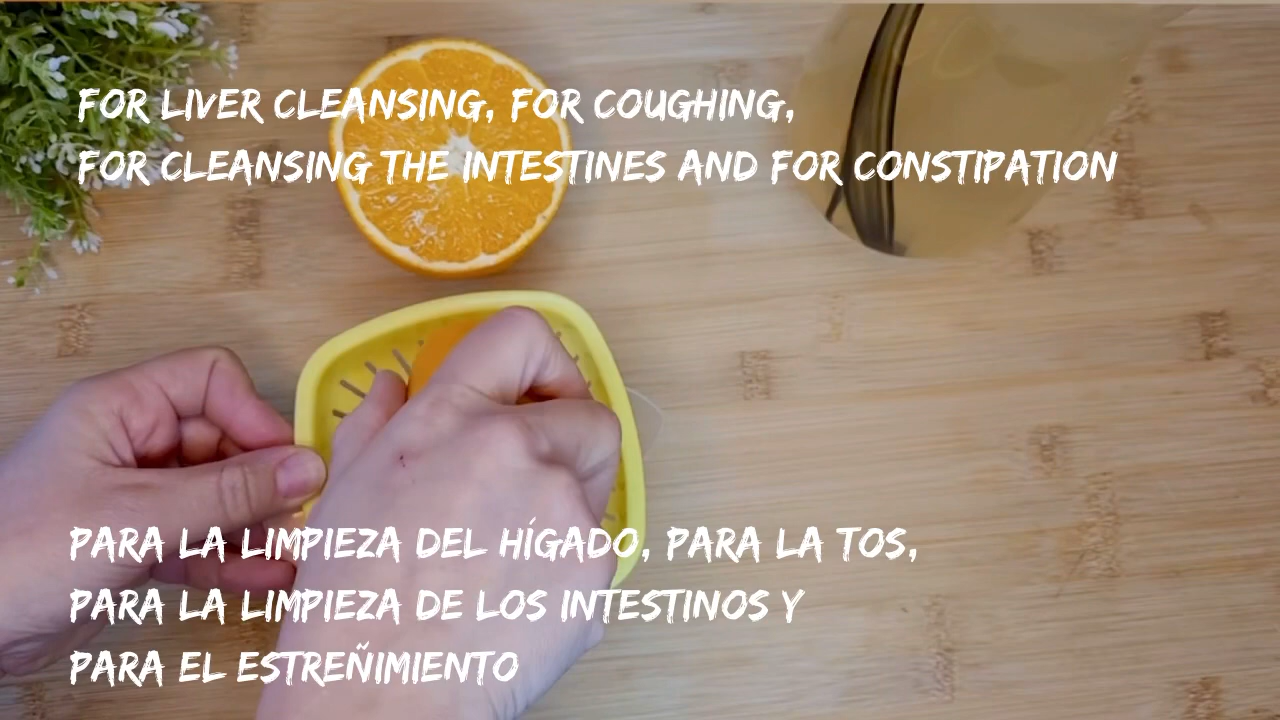 FOR LIVER CLEANSING, FOR COUGHING,
FOR CLEANSING THE INTESTINES AND FOR CONSTIPATION
PARA LA LIMPIEZA DEL HÍGADO, PARA LA TOS,
PARA LA LIMPIEZA DE LOS INTESTINOS Y
PARA EL ESTREÑIMIENTO